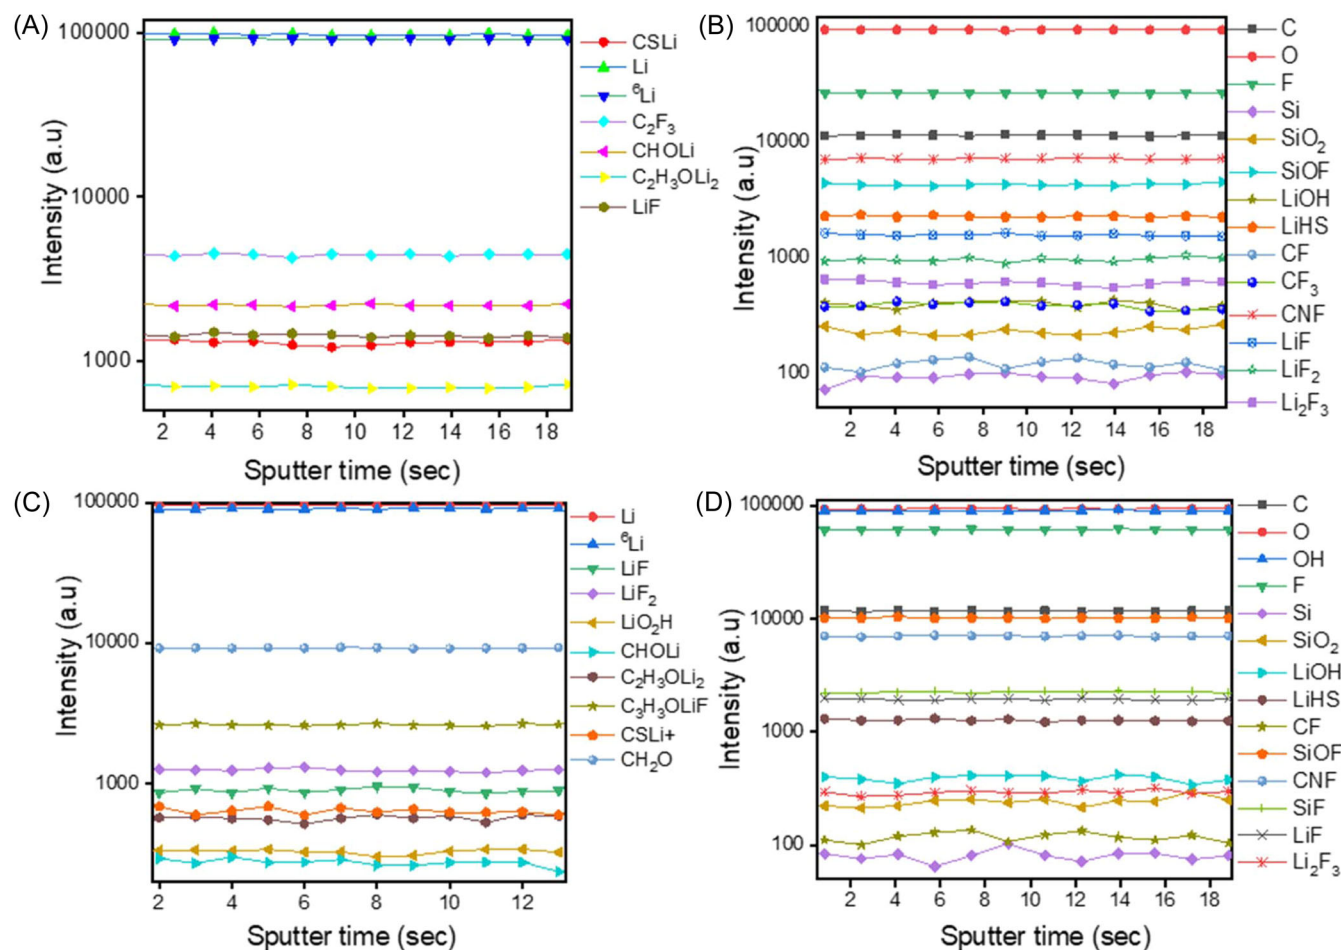 (A)
100000
10000
1000
Intensity (a.u)
2 4 6 8 10 12 14 16 18
Sputter time (sec)
CSLi
Li
⁶Li
C₂F₃
CHOLi
C₂H₃OLi₂
LiF
(B)
100000
10000
1000
100
Intensity (a.u)
2 4 6 8 10 12 14 16 18
Sputter time (sec)
C
O
F
Si
SiO₂
SiOF
LiOH
LiHS
CF
CF₃
CNF
LiF
LiF₂
Li₂F₃
(C)
100000
10000
1000
Intensity (a.u)
2 4 6 8 10 12
Sputter time (sec)
Li
⁶Li
LiF
LiF₂
LiO₂H
CHOLi
C₂H₃OLi₂
C₃H₃OLiF
CSLi+
CH₂O
(D)
100000
10000
1000
100
Intensity (a.u)
2 4 6 8 10 12 14 16 18
Sputter time (sec)
C
O
OH
F
Si
SiO₂
LiOH
LiHS
CF
SiOF
CNF
SiF
LiF
Li₂F₃